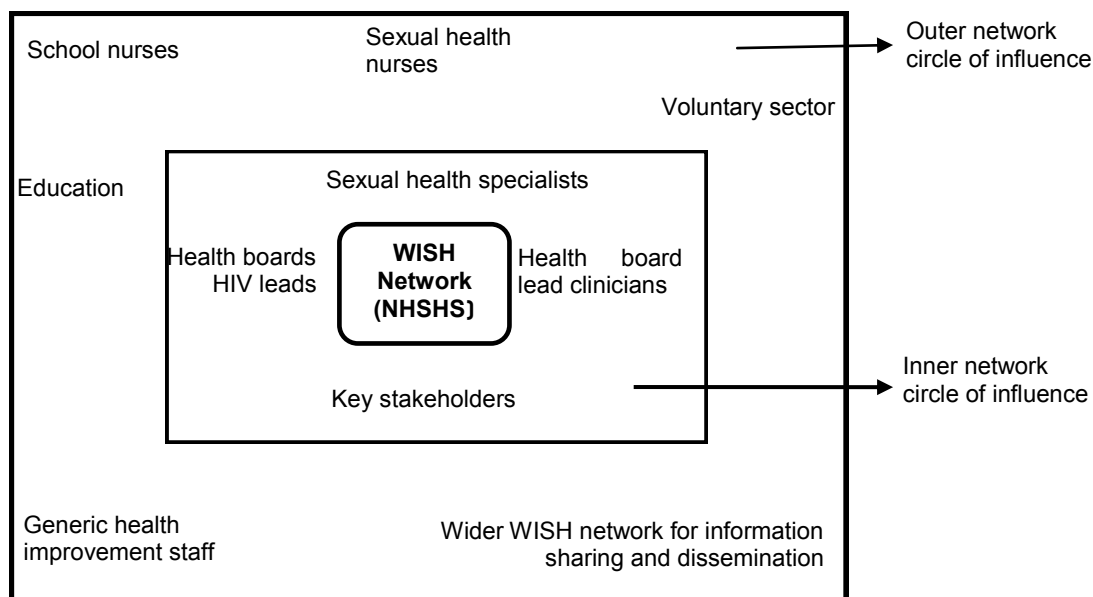 School nurses
Sexual health
nurses
Outer network
circle of influence
Voluntary sector
Education
Sexual health specialists
Health boards
HIV leads
WISH
Network
(NHSHS)
Health board
lead clinicians
Key stakeholders
Inner network
circle of influence
Generic health
improvement staff
Wider WISH network for information
sharing and dissemination